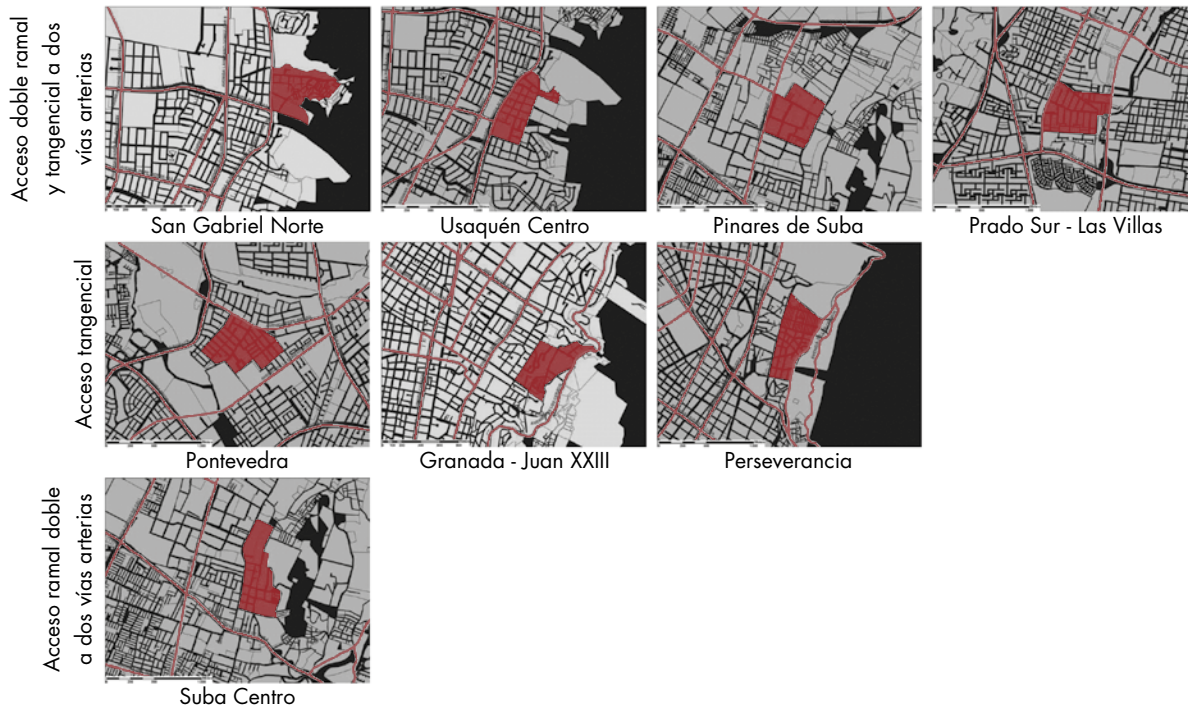 Acceso doble ramal
y tangencial a dos
vías arterias
San Gabriel Norte
Usaquén Centro
Pinares de Suba
Prado Sur - Las Villas
Acceso tangencial
Pontevedra
Granada - Juan XXIII
Perseverancia
Acceso ramal doble
a dos vías arterias
Suba Centro